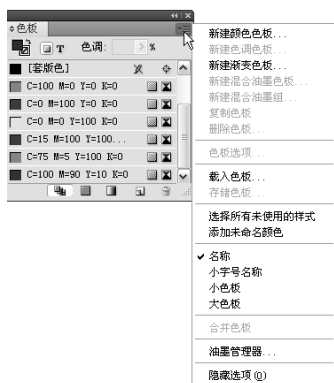 色板
T 色调: %
[套版色]
C=100 M=0 Y=0 K=0
C=0 M=100 Y=0 K=0
C=0 M=0 Y=100 K=0
C=15 M=100 Y=100...
C=75 M=5 Y=100 K=0
C=100 M=90 Y=10 K=0
新建颜色色板...
新建色调色板...
新建渐变色板...
新建混合油墨色板...
新建混合油墨组...
复制色板
删除色板...
色板选项...
载入色板...
存储色板...
选择所有未使用的样式
添加未命名颜色
名称
小字号名称
小色板
大色板
合并色板
油墨管理器...
隐藏选项(O)